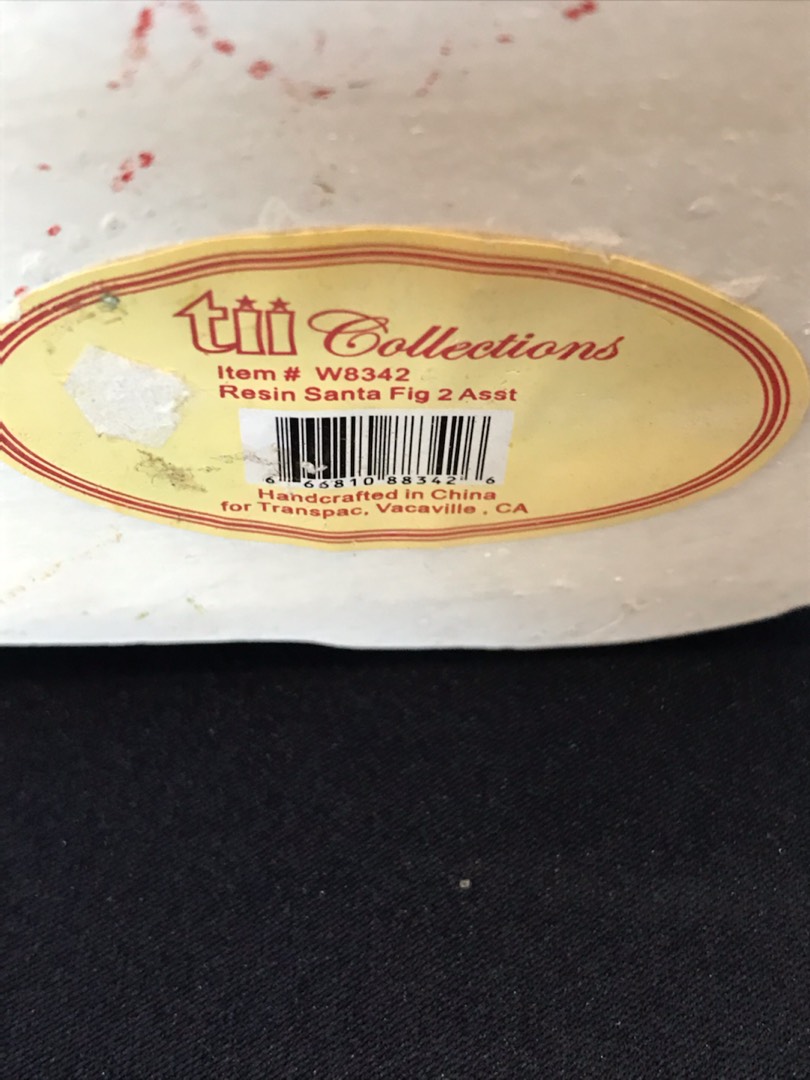 tii Collections
Item # W8342
Resin Santa Fig 2 Asst
6 66810 88342 6
Handcrafted in China
for Transpac, Vacaville, CA